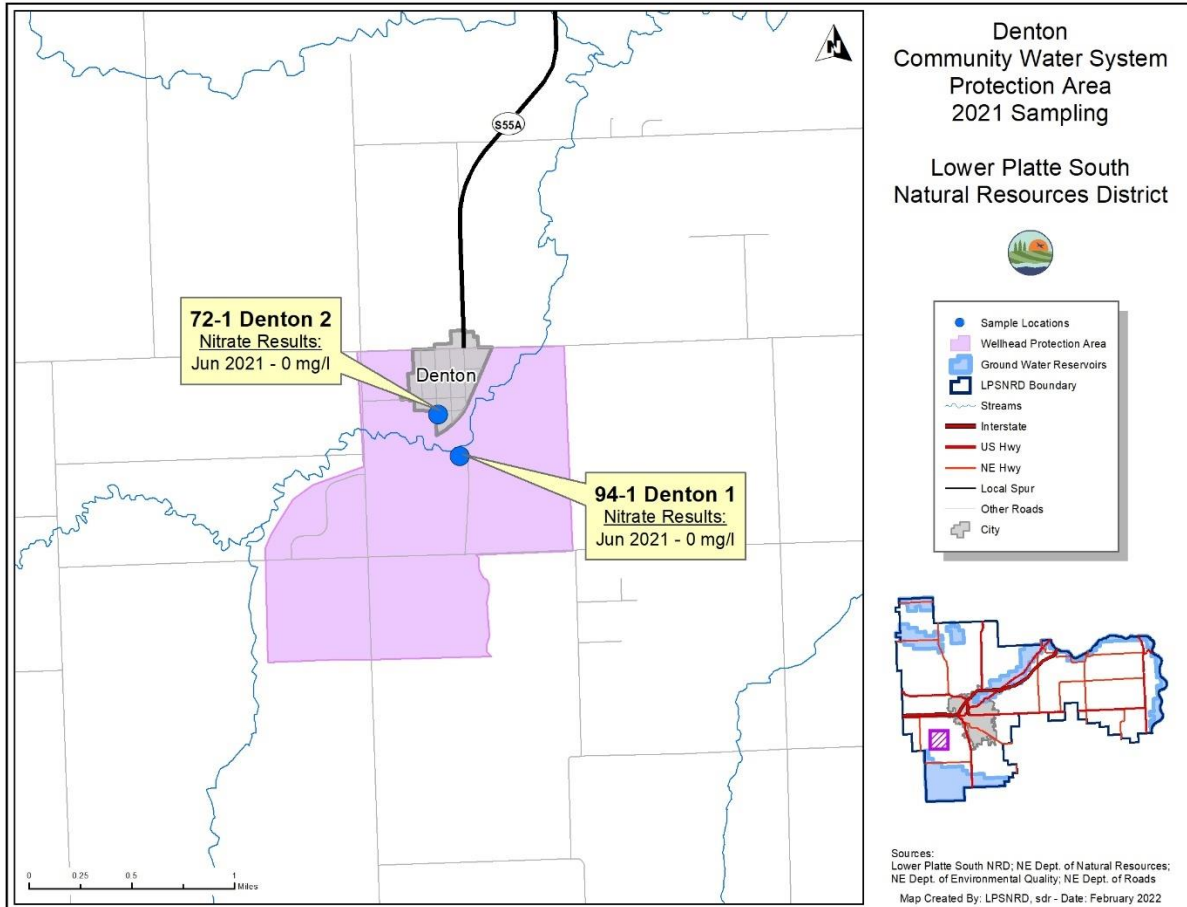 Denton
Community Water System
Protection Area
2021 Sampling
Lower Platte South
Natural Resources District
N
S55A
72-1 Denton 2
Nitrate Results:
Jun 2021 - 0 mg/l
Denton
94-1 Denton 1
Nitrate Results:
Jun 2021 - 0 mg/l
0 0.25 0.5 1
Miles
Sample Locations
Wellhead Protection Area
Ground Water Reservoirs
LPSNRD Boundary
Streams
Interstate
US Hwy
NE Hwy
Local Spur
Other Roads
City
Sources:
Lower Platte South NRD; NE Dept. of Natural Resources;
NE Dept. of Environmental Quality; NE Dept. of Roads
Map Created By: LPSNRD, sdr - Date: February 2022